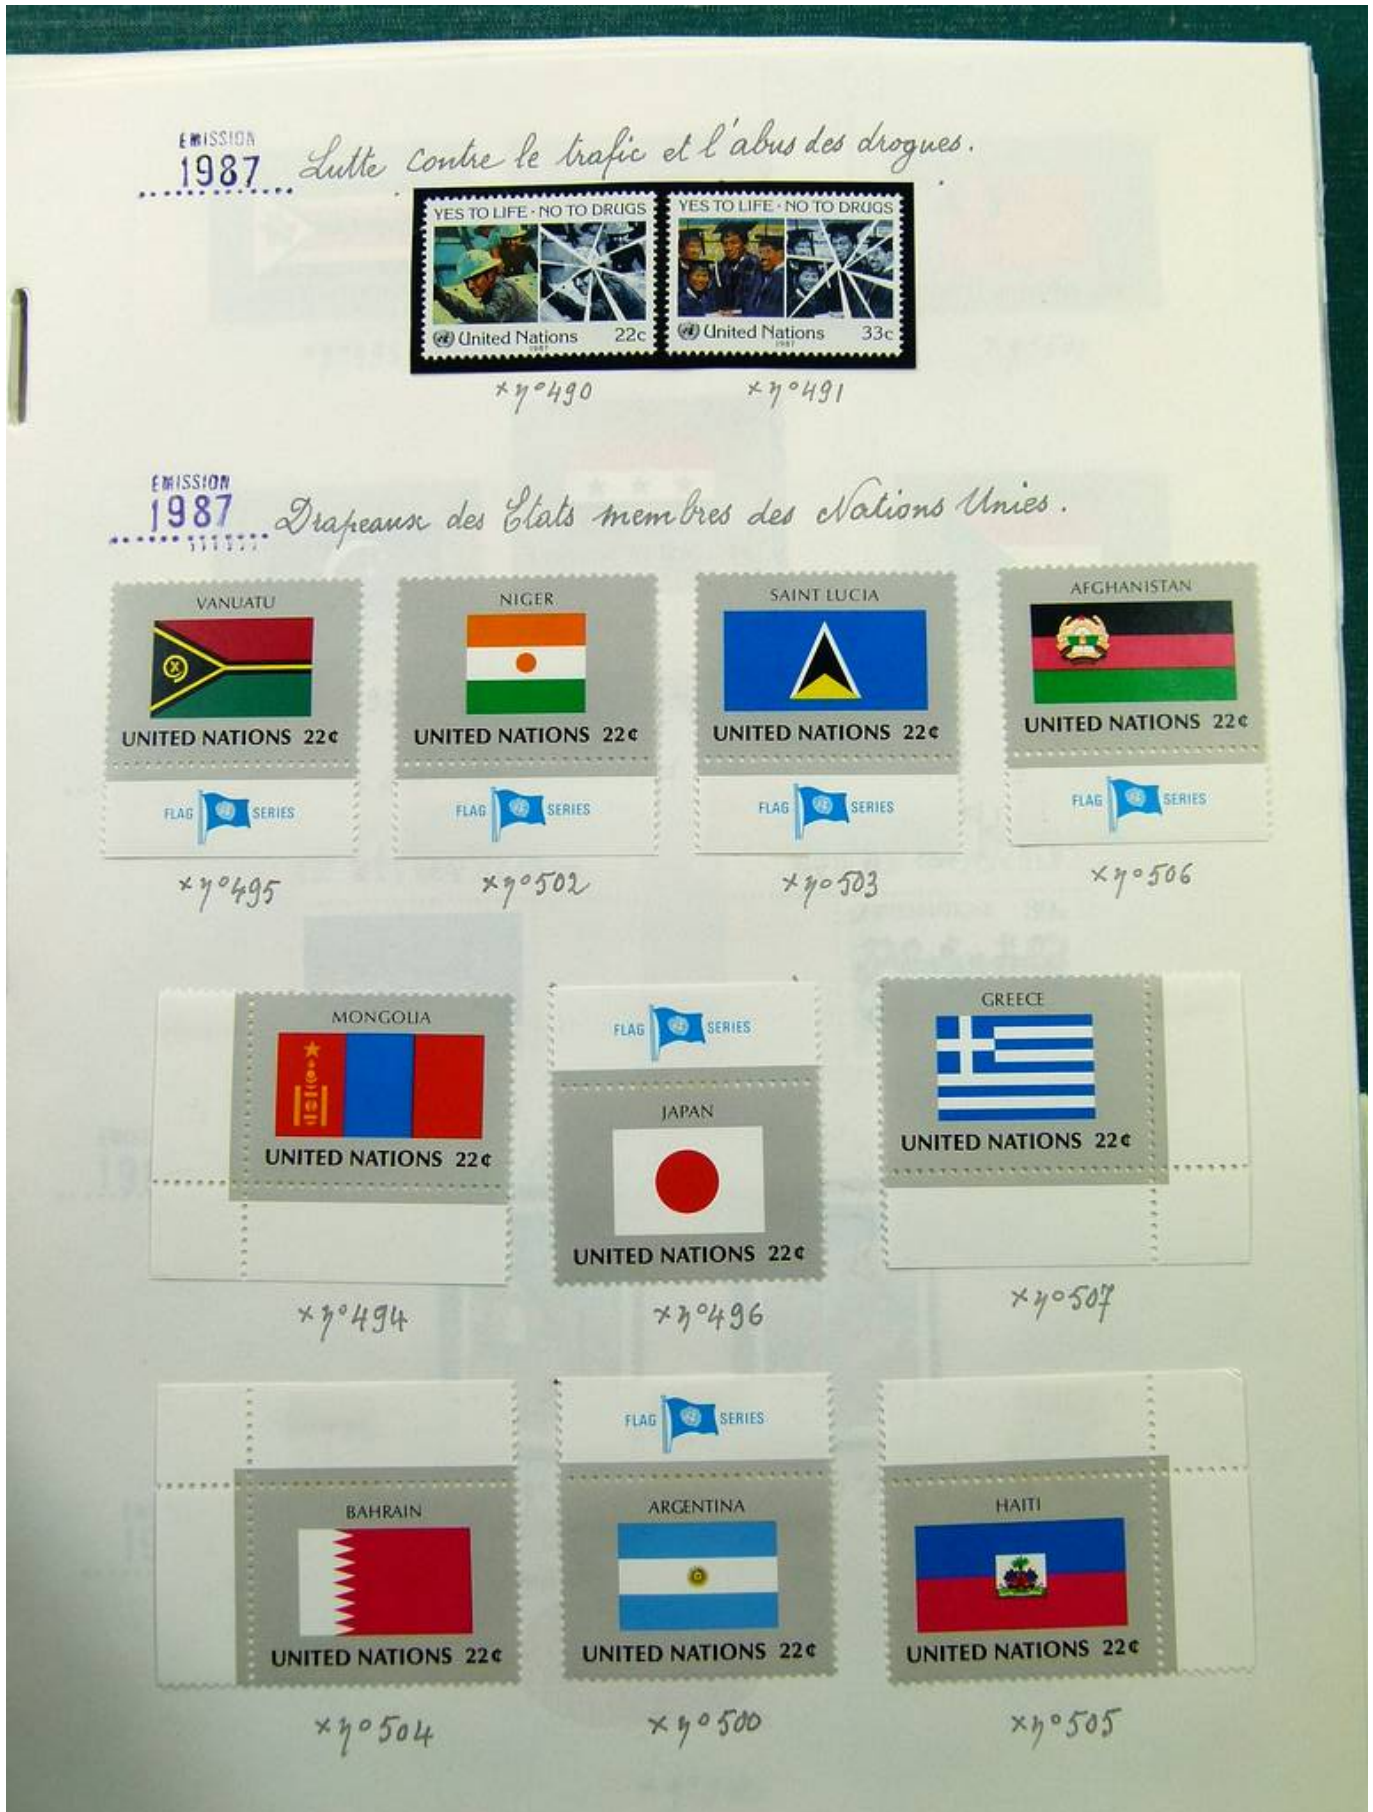 EMISSION
1987 Lutte contre le trafic et l'abus des drogues.
YES TO LIFE · NO TO DRUGS YES TO LIFE · NO TO DRUGS
United Nations 22c United Nations 33c
1987 1987
x n°490 x n°491
EMISSION
1987 Drapeaux des Etats membres des Nations Unies.
VANUATU NIGER SAINT LUCIA AFGHANISTAN
UNITED NATIONS 22¢ UNITED NATIONS 22¢ UNITED NATIONS 22¢ UNITED NATIONS 22¢
FLAG SERIES FLAG SERIES FLAG SERIES FLAG SERIES
x n°495 x n°502 x n°503 x n°506
FLAG SERIES
MONGOLIA JAPAN GREECE
UNITED NATIONS 22¢ UNITED NATIONS 22¢ UNITED NATIONS 22¢
x n°494 x n°496 x n°507
FLAG SERIES
BAHRAIN ARGENTINA HAITI
UNITED NATIONS 22¢ UNITED NATIONS 22¢ UNITED NATIONS 22¢
x n°504 x n°500 x n°505